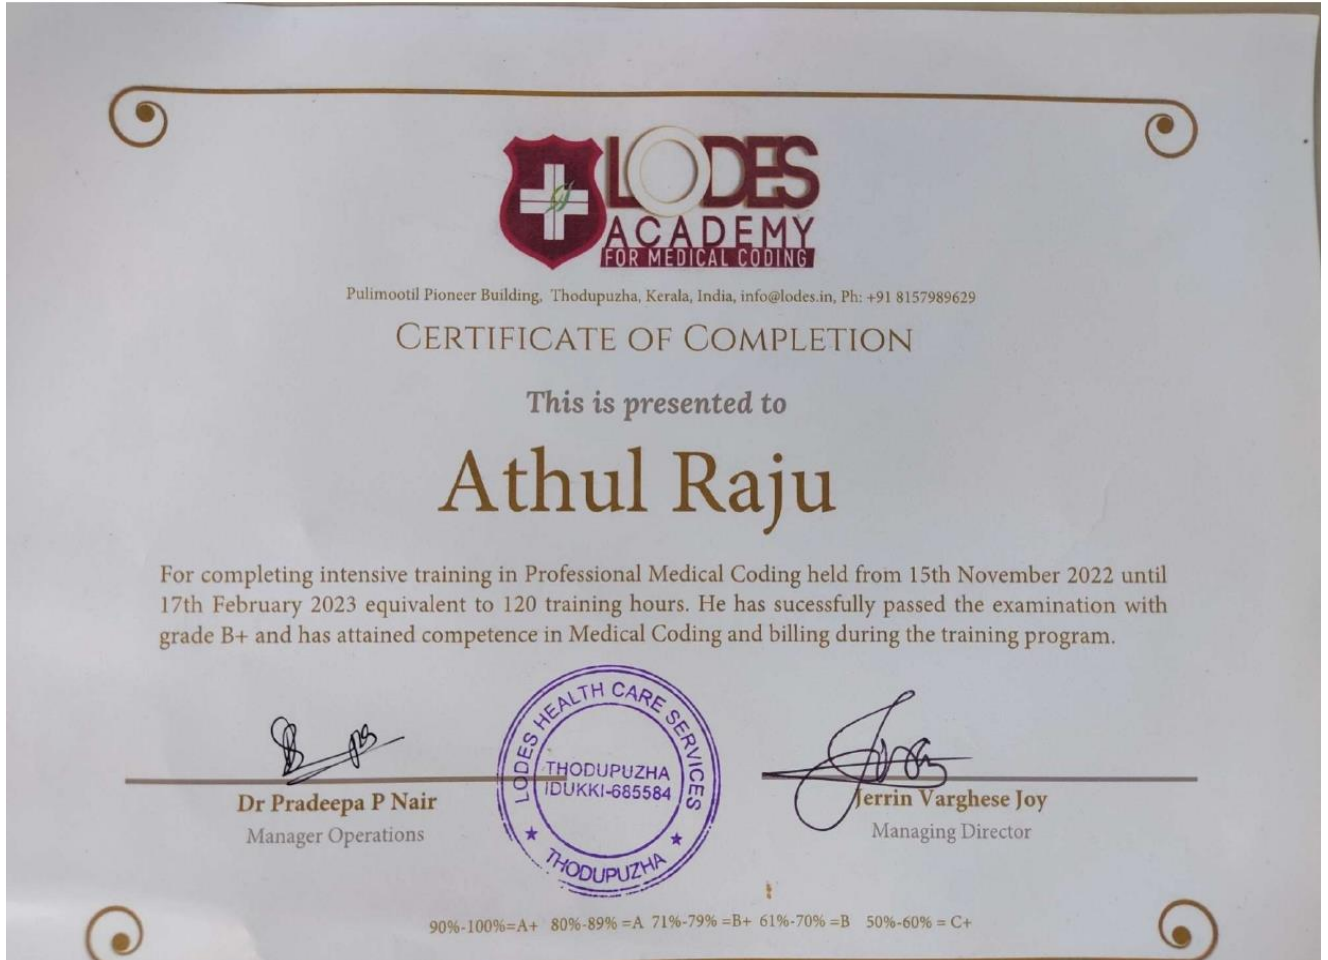 LODES
ACADEMY
FOR MEDICAL CODING
Pulimootil Pioneer Building, Thodupuzha, Kerala, India, info@lodes.in, Ph: +91 8157989629
CERTIFICATE OF COMPLETION
This is presented to
Athul Raju
For completing intensive training in Professional Medical Coding held from 15th November 2022 until
17th February 2023 equivalent to 120 training hours. He has sucessfully passed the examination with
grade B+ and has attained competence in Medical Coding and billing during the training program.
Dr Pradeepa P Nair
Manager Operations
LODES HEALTH CARE SERVICES
THODUPUZHA
IDUKKI-685584
★ THODUPUZHA ★
Jerrin Varghese Joy
Managing Director
90%-100%=A+ 80%-89% =A 71%-79% =B+ 61%-70% =B 50%-60% = C+